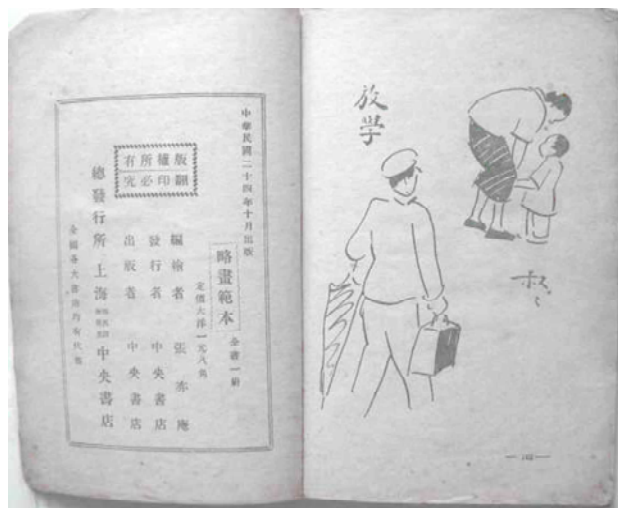 中華民國二十四年十月出版
略畫範本
全書一冊
定價大洋一元八角
編繪者 張 亦 庵
發行者 中央書店
出版者 中央書店
總發行所 上海 中央書店
全國各大書局均有代售
版權所有
翻印必究
放學